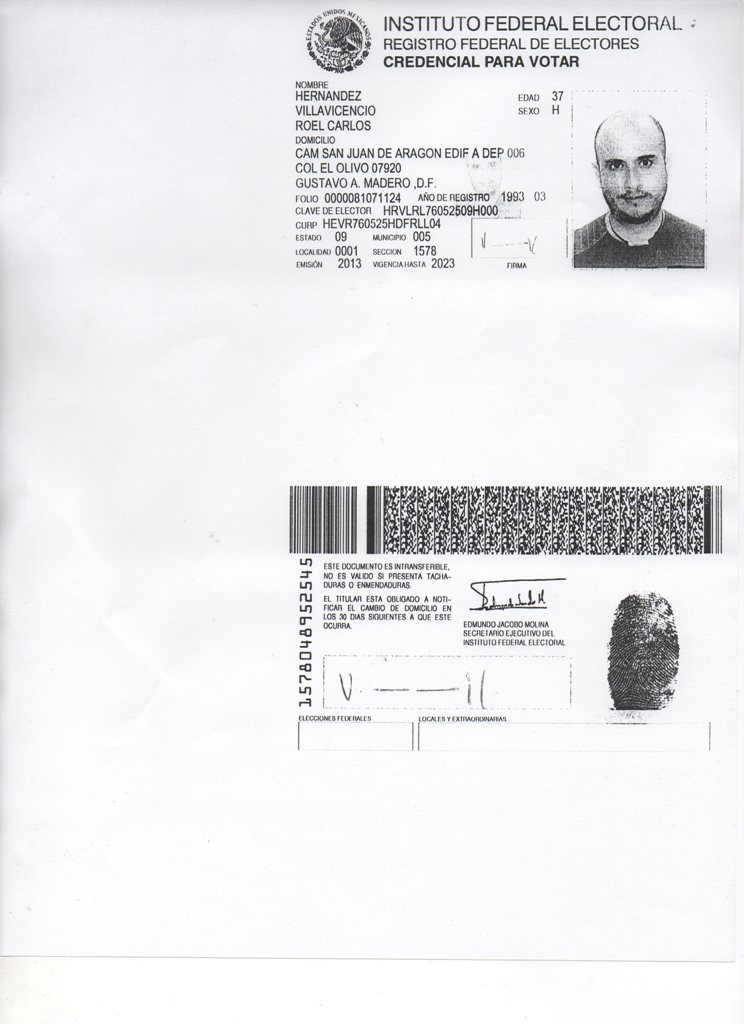 ESTADOS UNIDOS MEXICANOS
INSTITUTO FEDERAL ELECTORAL
REGISTRO FEDERAL DE ELECTORES
CREDENCIAL PARA VOTAR
NOMBRE
HERNANDEZ
VILLAVICENCIO
ROEL CARLOS
EDAD 37
SEXO H
DOMICILIO
CAM SAN JUAN DE ARAGON EDIF A DEP 006
COL EL OLIVO 07920
GUSTAVO A. MADERO ,D.F.
FOLIO 0000081071124 AÑO DE REGISTRO 1993 03
CLAVE DE ELECTOR HRVLRL76052509H000
CURP HEVR760525HDFRLL04
ESTADO 09 MUNICIPIO 005
LOCALIDAD 0001 SECCION 1578
EMISIÓN 2013 VIGENCIA HASTA 2023
FIRMA
1578048952545
ESTE DOCUMENTO ES INTRANSFERIBLE,
NO ES VALIDO SI PRESENTA TACHA-
DURAS O ENMENDADURAS.
EL TITULAR ESTA OBLIGADO A NOTI-
FICAR EL CAMBIO DE DOMICILIO EN
LOS 30 DIAS SIGUIENTES A QUE ESTE
OCURRA.
EDMUNDO JACOBO MOLINA
SECRETARIO EJECUTIVO DEL
INSTITUTO FEDERAL ELECTORAL
ELECCIONES FEDERALES
LOCALES Y EXTRAORDINARIAS